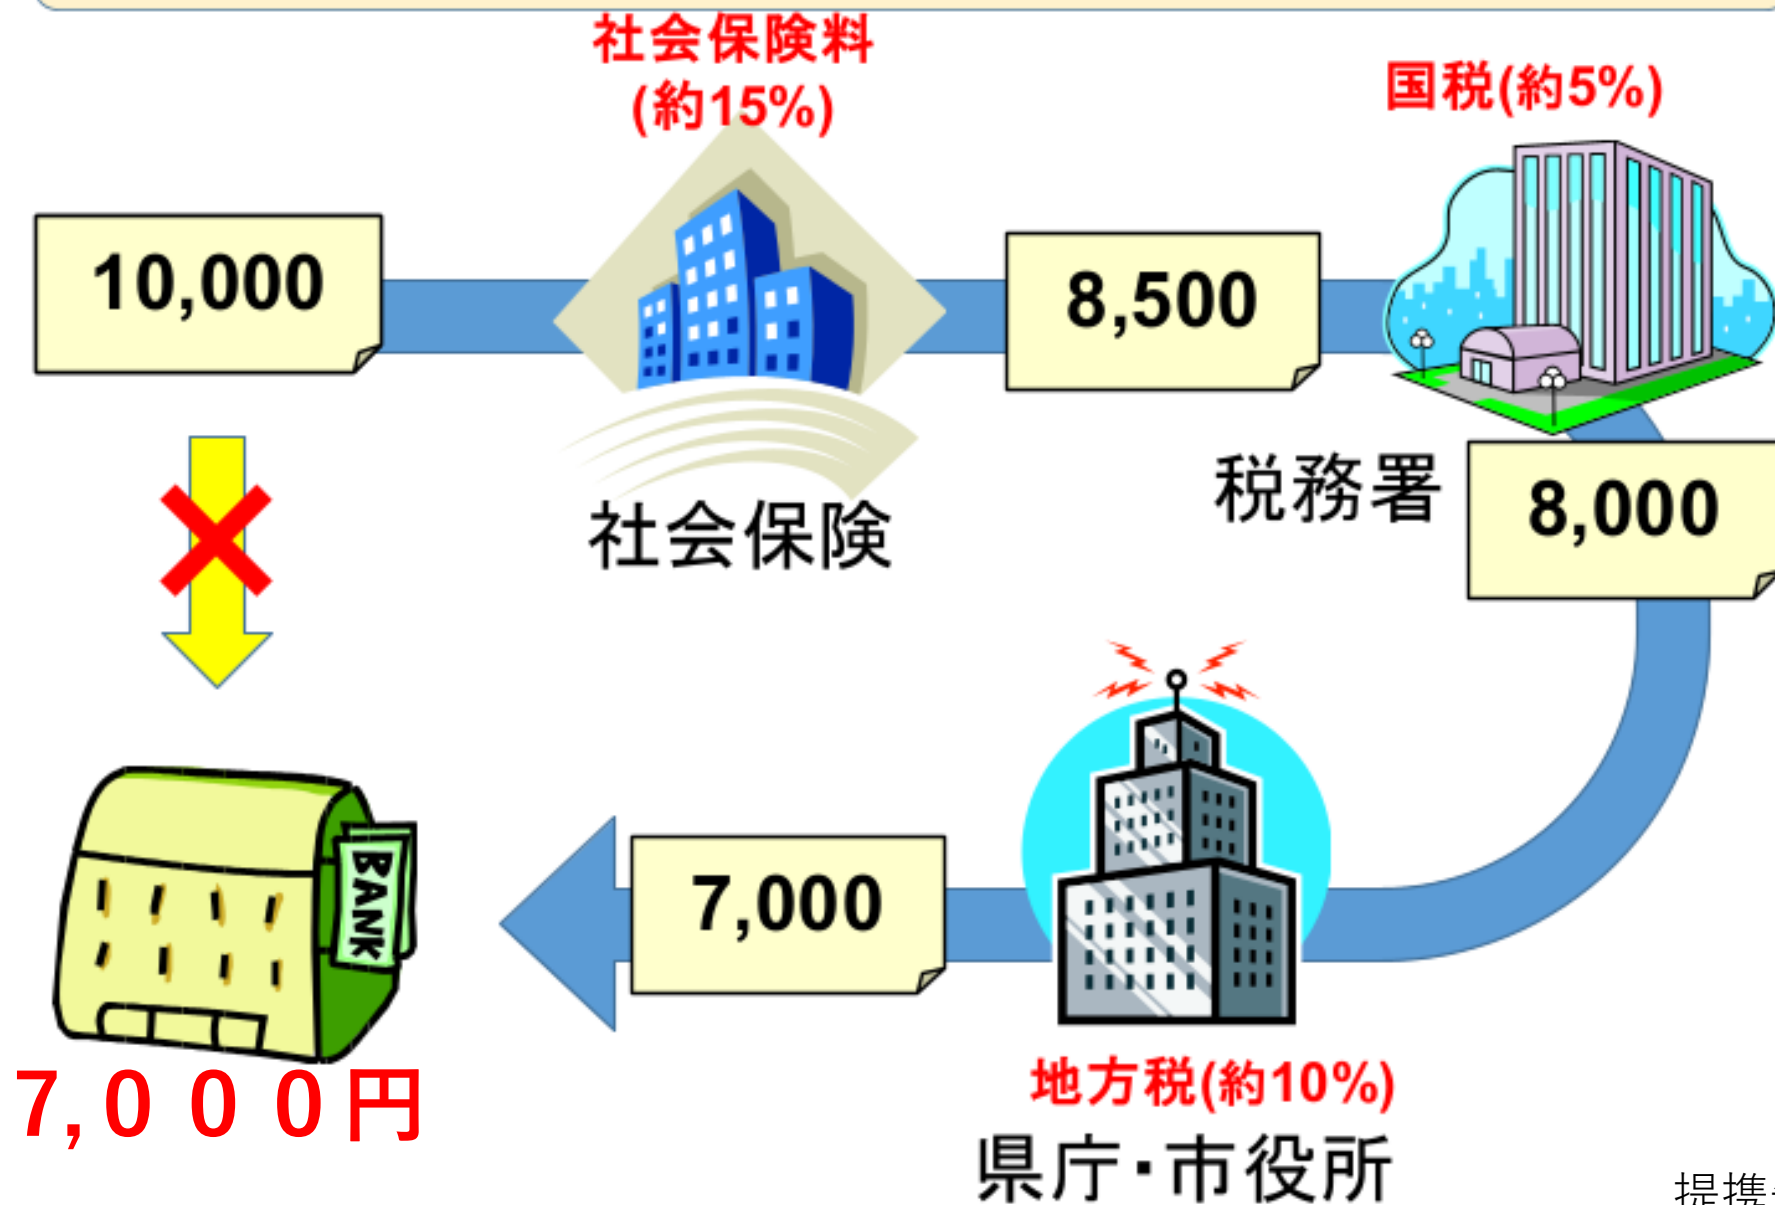 社会保険料
(約15%)
国税(約5%)
10,000
8,500
社会保険
税務署
8,000
BANK
7,000
7,０００円
地方税(約10%)
県庁・市役所
提携